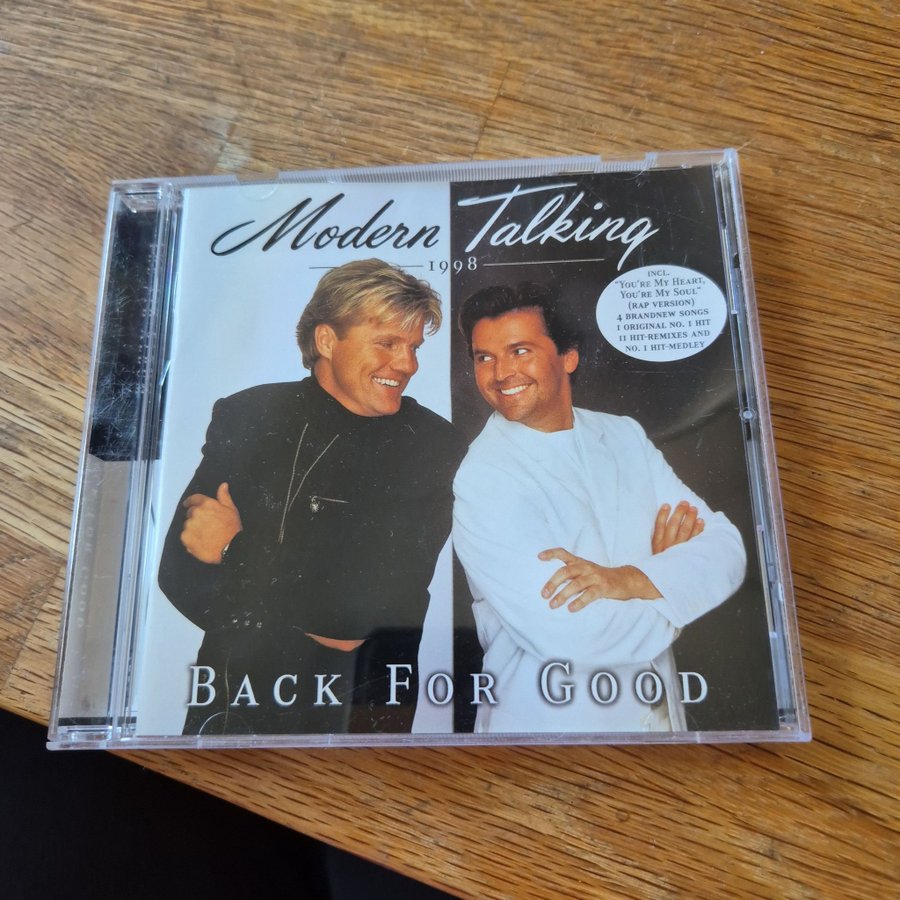 Modern Talking
1998
INCL.
"YOU'RE MY HEART,
YOU'RE MY SOUL"
(RAP VERSION)
4 BRANDNEW SONGS
1 ORIGINAL NO. 1 HIT
11 HIT-REMIXES AND
NO. 1 HIT-MEDLEY
BACK FOR GOOD